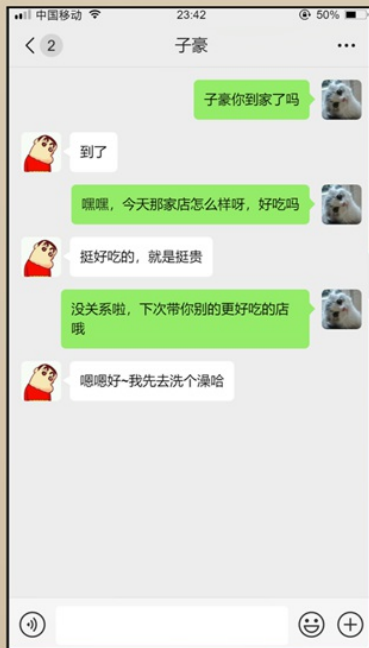 中国移动 23:42 50%
2 子豪
子豪你到家了吗
到了
嘿嘿，今天那家店怎么样呀，好吃吗
挺好吃的，就是挺贵
没关系啦，下次带你别的更好吃的店
哦
嗯嗯好~我先去洗个澡哈